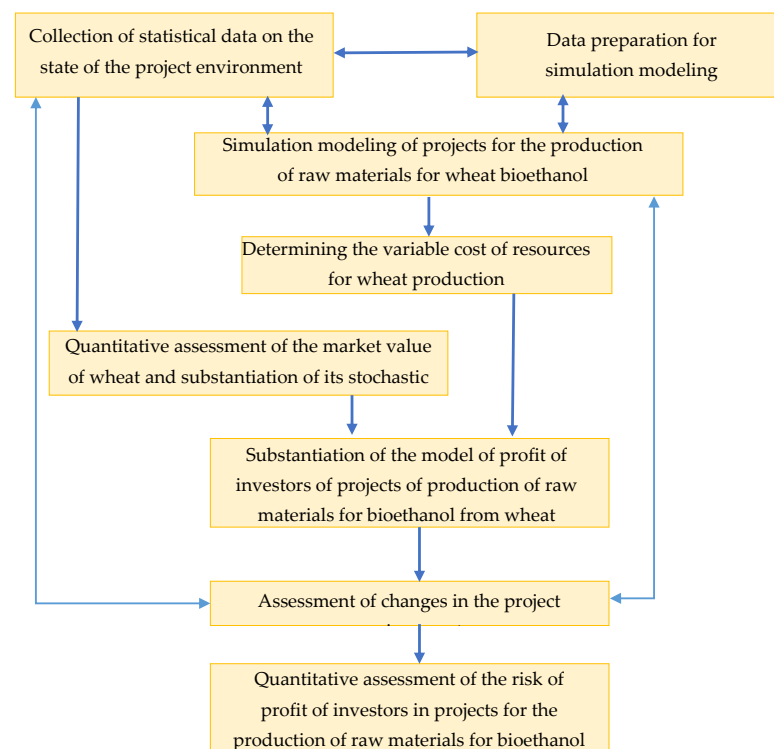 Collection of statistical data on the
state of the project environment
Data preparation for
simulation modeling
Simulation modeling of projects for the production
of raw materials for wheat bioethanol
Determining the variable cost of resources
for wheat production
Quantitative assessment of the market value
of wheat and substantiation of its stochastic
Substantiation of the model of profit of
investors of projects of production of raw
materials for bioethanol from wheat
Assessment of changes in the project
Quantitative assessment of the risk of
profit of investors in projects for the
production of raw materials for bioethanol